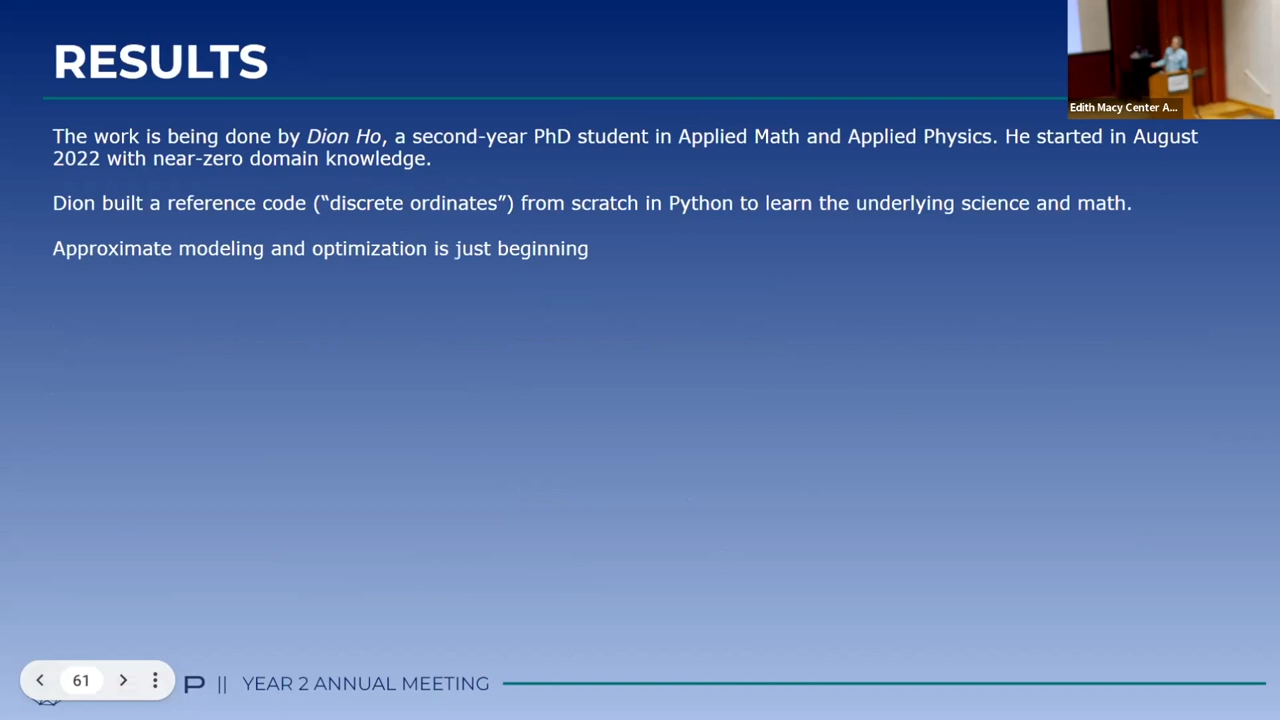 RESULTS
Edith Macy Center A...
The work is being done by Dion Ho, a second-year PhD student in Applied Math and Applied Physics. He started in August
2022 with near-zero domain knowledge.
Dion built a reference code (“discrete ordinates”) from scratch in Python to learn the underlying science and math.
Approximate modeling and optimization is just beginning
61
P || YEAR 2 ANNUAL MEETING